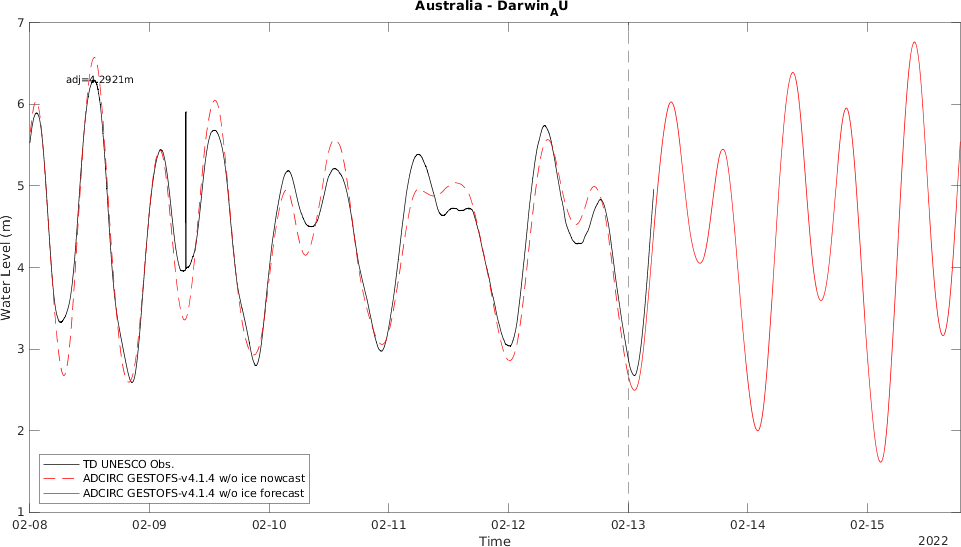 Australia - Darwin_AU
7
adj=4.2921m
6
5
4
3
2
1
Water Level (m)
TD UNESCO Obs.
ADCIRC GESTOFS-v4.1.4 w/o ice nowcast
ADCIRC GESTOFS-v4.1.4 w/o ice forecast
02-08 02-09 02-10 02-11 02-12 02-13 02-14 02-15
Time
2022